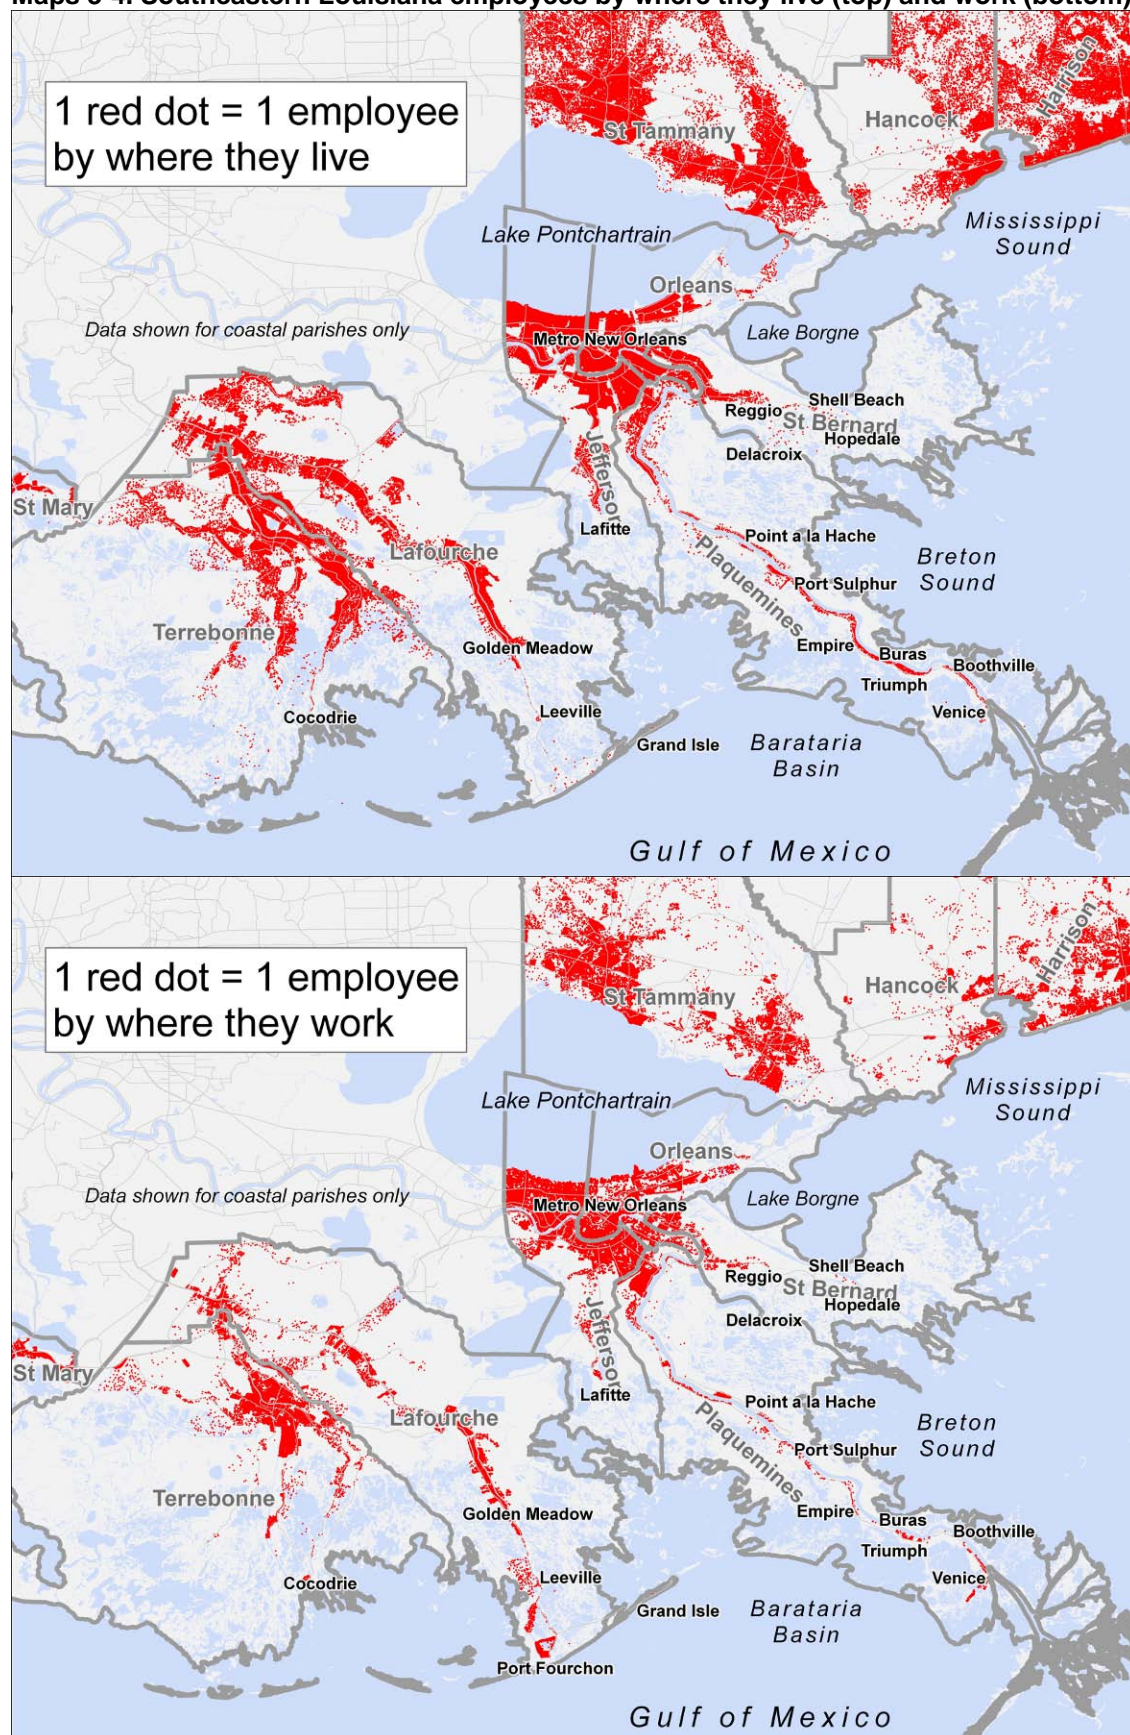 Maps 3-4. Southeastern Louisiana employees by where they live (top) and work (bottom)
1 red dot = 1 employee
by where they live
St Tammany
Hancock
Harrison
Mississippi
Sound
Lake Pontchartrain
Orleans
Data shown for coastal parishes only
Metro New Orleans
Lake Borgne
Shell Beach
Reggio
St Bernard
Hopedale
Delacroix
Jefferson
St Mary
Lafitte
Lafourche
Point a la Hache
Plaquemines
Breton
Sound
Port Sulphur
Terrebonne
Golden Meadow
Empire
Buras
Boothville
Triumph
Venice
Cocodrie
Leeville
Grand Isle
Barataria
Basin
Gulf of Mexico
1 red dot = 1 employee
by where they work
St Tammany
Hancock
Harrison
Mississippi
Sound
Lake Pontchartrain
Orleans
Data shown for coastal parishes only
Metro New Orleans
Lake Borgne
Shell Beach
Reggio
St Bernard
Hopedale
Delacroix
Jefferson
St Mary
Lafitte
Lafourche
Point a la Hache
Plaquemines
Breton
Sound
Port Sulphur
Terrebonne
Golden Meadow
Empire
Buras
Boothville
Triumph
Venice
Cocodrie
Leeville
Grand Isle
Barataria
Basin
Port Fourchon
Gulf of Mexico